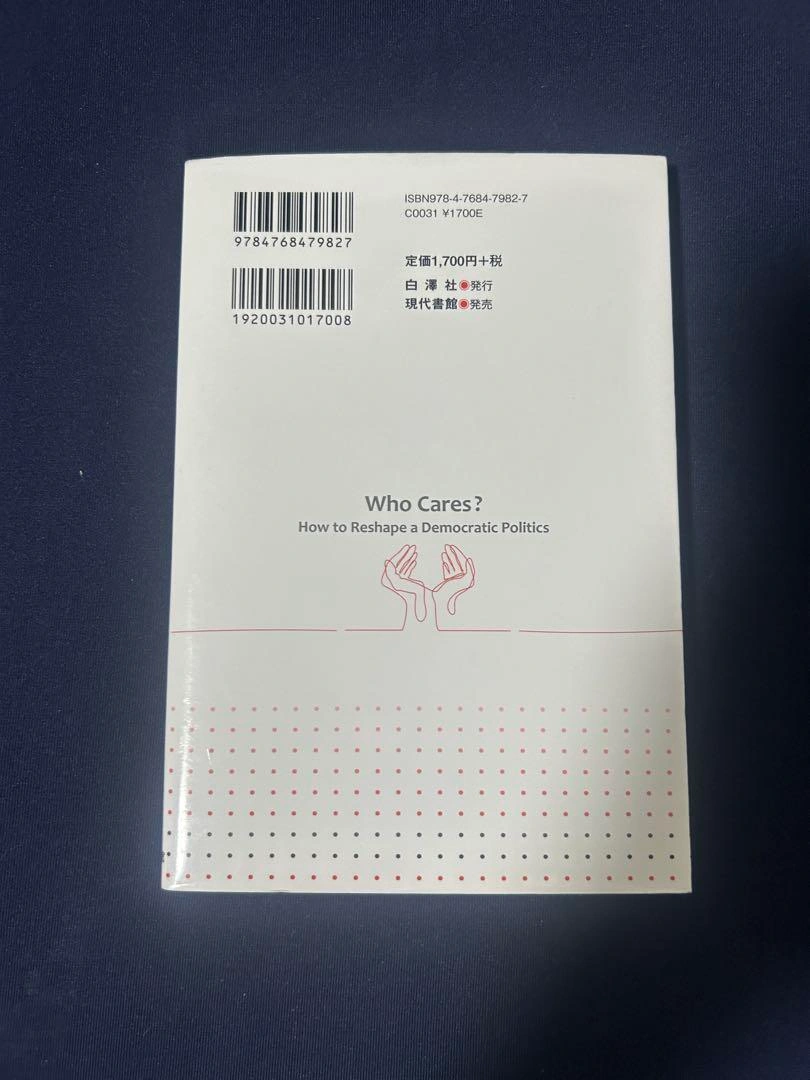 ISBN978-4-7684-7982-7
C0031 ¥1700E
9784768479827
定価1,700円+税
白澤社◉発行
現代書館◉発売
1920031017008
Who Cares?
How to Reshape a Democratic Politics